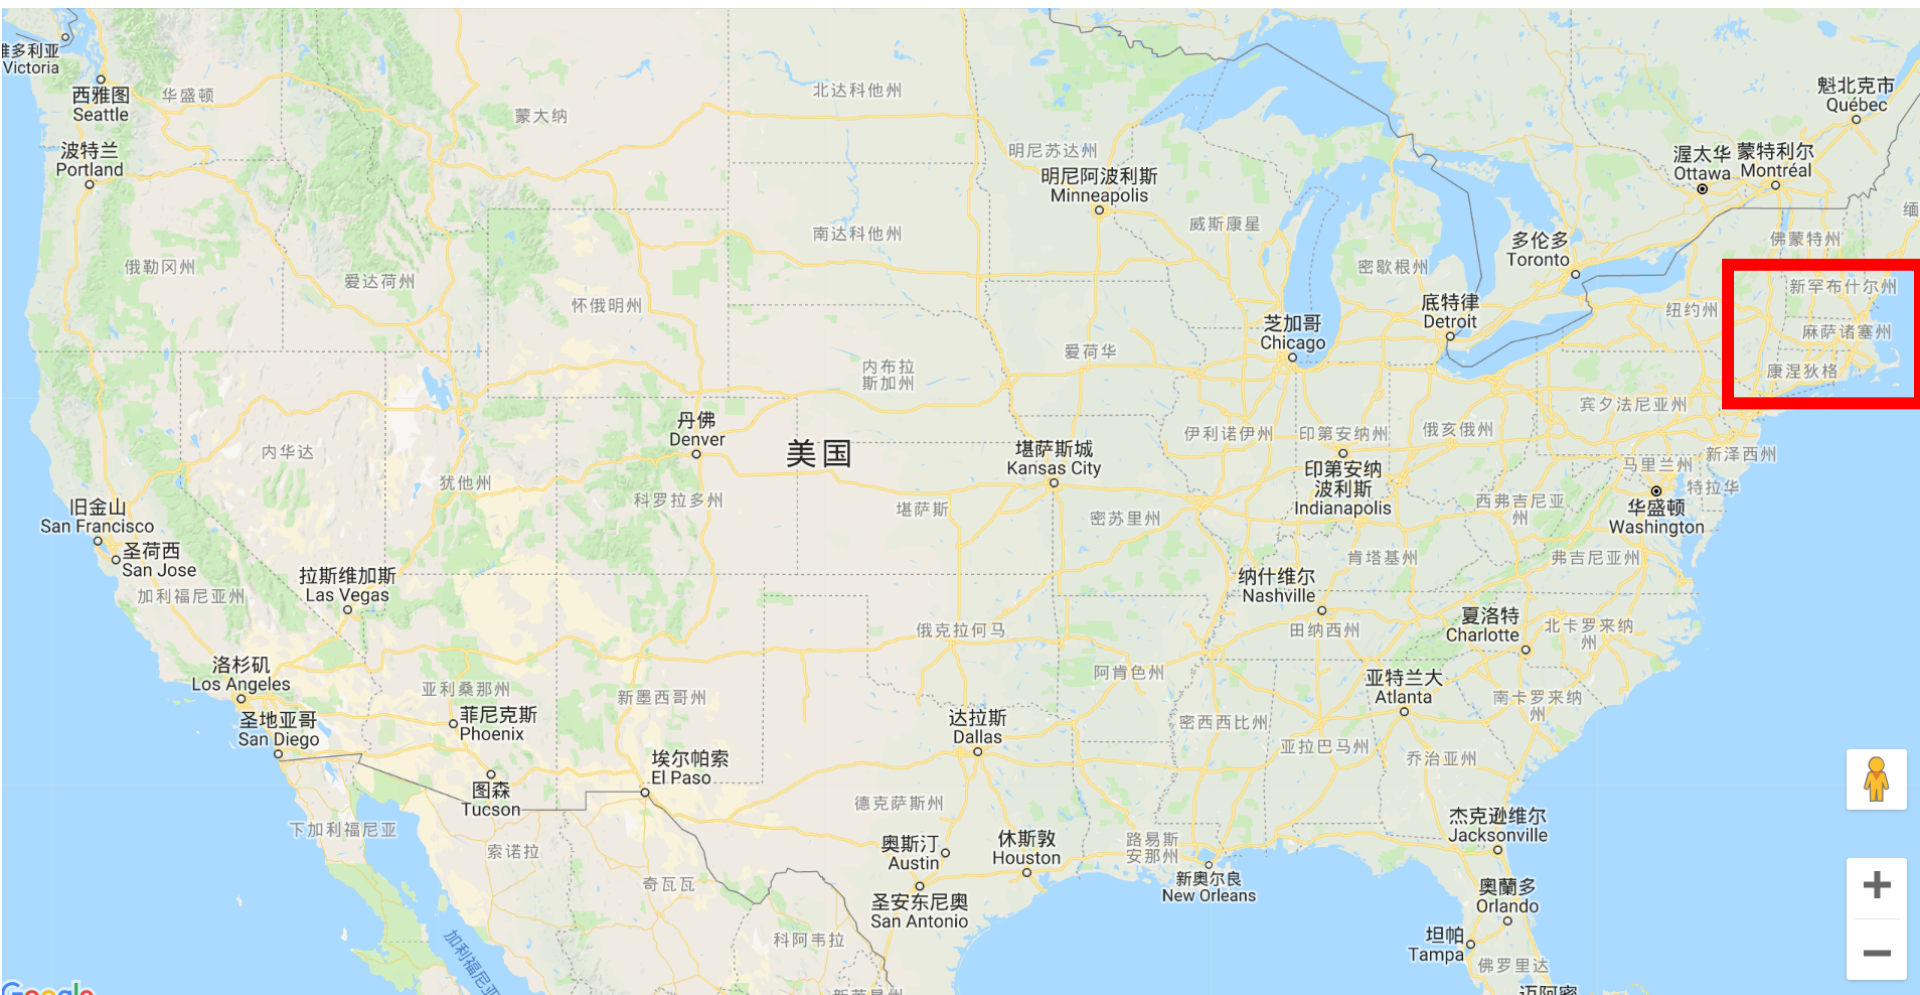 维多利亚
Victoria
西雅图
Seattle
华盛顿
波特兰
Portland
蒙大纳
北达科他州
明尼苏达州
明尼阿波利斯
Minneapolis
魁北克市
Québec
渥太华
Ottawa
蒙特利尔
Montréal
缅
俄勒冈州
爱达荷州
怀俄明州
南达科他州
威斯康星
密歇根州
多伦多
Toronto
佛蒙特州
新罕布什尔州
纽约州
麻萨诸塞州
康涅狄格
底特律
Detroit
芝加哥
Chicago
爱荷华
内布拉
斯加州
宾夕法尼亚州
内华达
犹他州
丹佛
Denver
科罗拉多州
美国
堪萨斯
堪萨斯城
Kansas City
密苏里州
伊利诺伊州
印第安纳州
俄亥俄州
印第安纳
波利斯
Indianapolis
西弗吉尼亚
州
马里兰州
新泽西州
特拉华
华盛顿
Washington
旧金山
San Francisco
圣荷西
San Jose
加利福尼亚州
拉斯维加斯
Las Vegas
肯塔基州
弗吉尼亚州
纳什维尔
Nashville
田纳西州
夏洛特
Charlotte
北卡罗来纳
州
洛杉矶
Los Angeles
圣地亚哥
San Diego
亚利桑那州
菲尼克斯
Phoenix
新墨西哥州
俄克拉何马
阿肯色州
亚特兰大
Atlanta
南卡罗来纳
州
图森
Tucson
埃尔帕索
El Paso
达拉斯
Dallas
密西西比州
亚拉巴马州
乔治亚州
下加利福尼亚
索诺拉
奇瓦瓦
德克萨斯州
奥斯汀
Austin
休斯敦
Houston
路易斯
安那州
新奥尔良
New Orleans
杰克逊维尔
Jacksonville
圣安东尼奥
San Antonio
奥蘭多
Orlando
坦帕
Tampa
佛罗里达
加利福尼亚
科阿韦拉
新莱昂州
迈阿密
Google